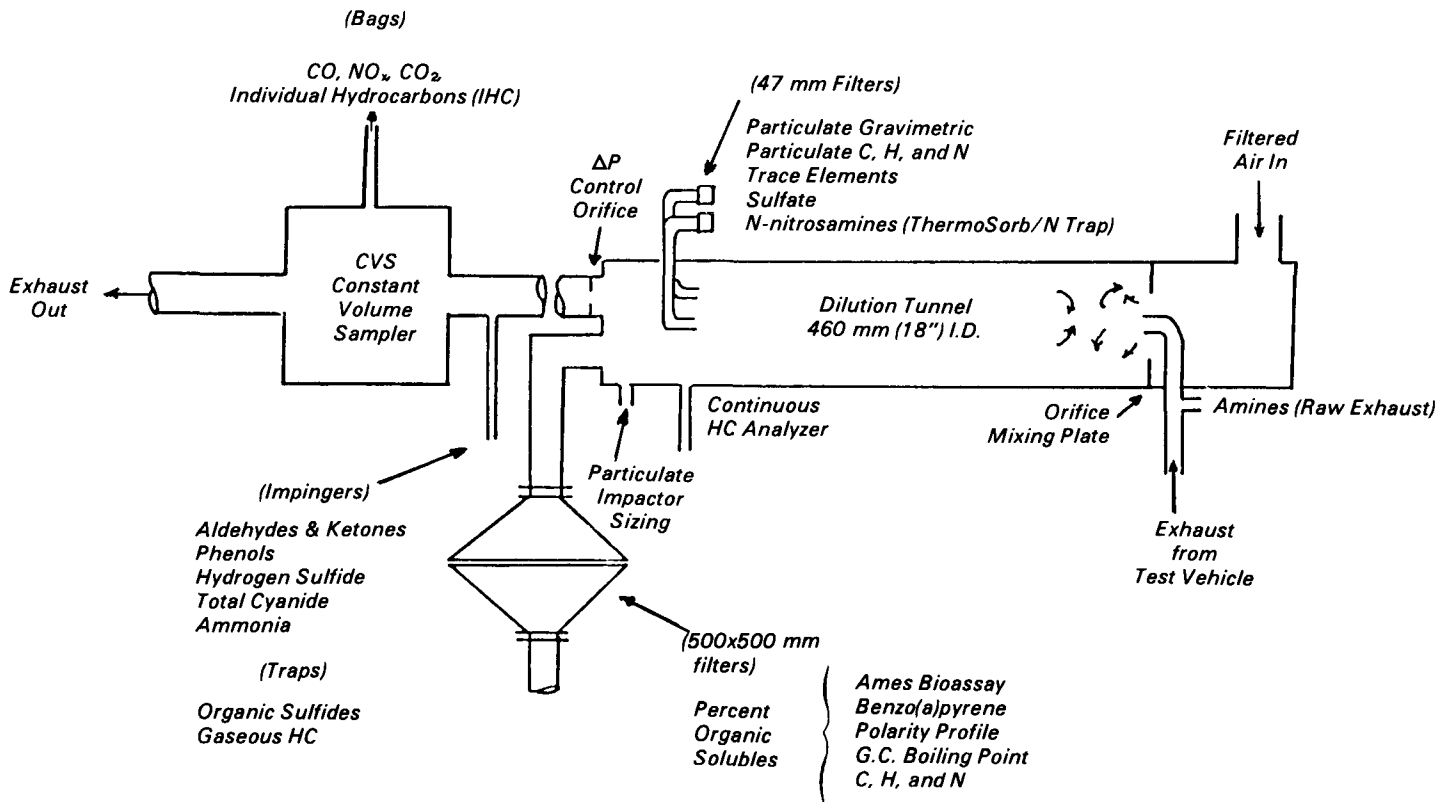 (Bags)
CO, NOx, CO2
Individual Hydrocarbons (IHC)
(47 mm Filters)
Particulate Gravimetric
Particulate C, H, and N
Trace Elements
Sulfate
N-nitrosamines (ThermoSorb/N Trap)
Filtered
Air In
ΔP
Control
Orifice
Exhaust
Out
CVS
Constant
Volume
Sampler
Dilution Tunnel
460 mm (18") I.D.
Continuous
HC Analyzer
Orifice
Mixing Plate
Amines (Raw Exhaust)
Particulate
Impactor
Sizing
Exhaust
from
Test Vehicle
(Impingers)
Aldehydes & Ketones
Phenols
Hydrogen Sulfide
Total Cyanide
Ammonia
(Traps)
Organic Sulfides
Gaseous HC
(500x500 mm
filters)
Percent
Organic
Solubles
Ames Bioassay
Benzo(a)pyrene
Polarity Profile
G.C. Boiling Point
C, H, and N